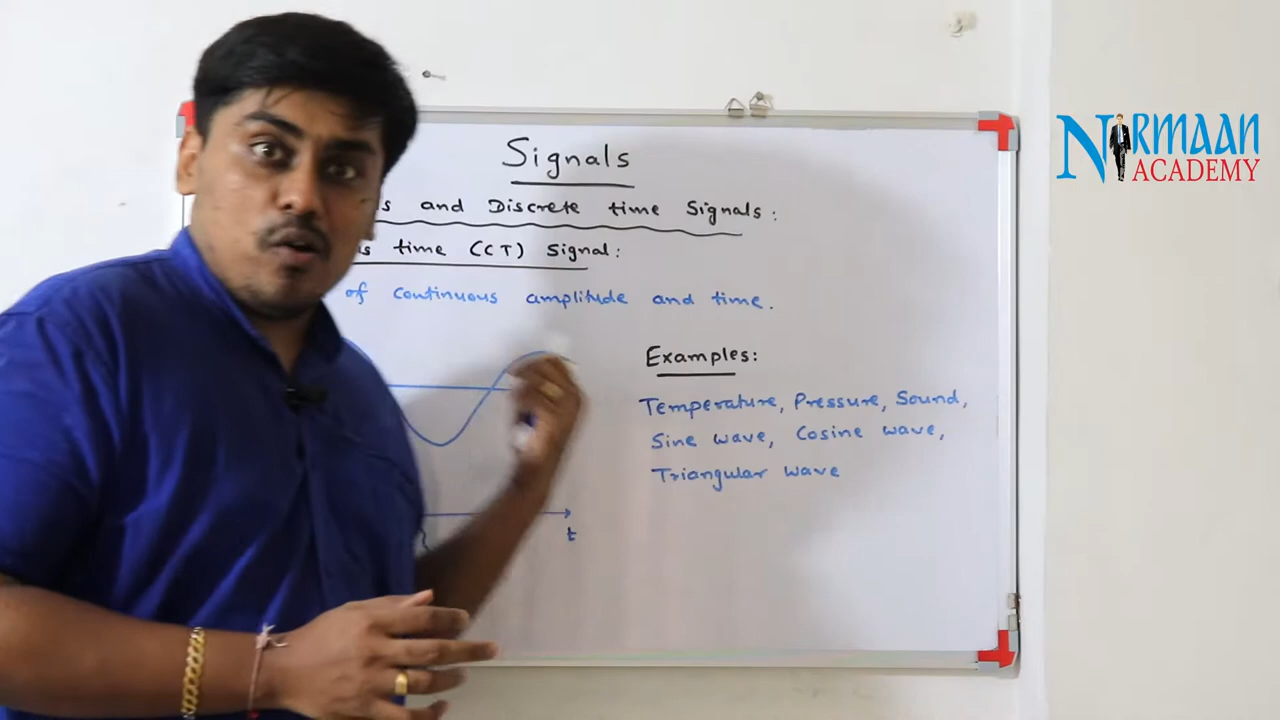 Signals
s and Discrete time Signals:
s time (CT) Signal:
of continuous amplitude and time.
Examples:
Temperature, Pressure, Sound,
Sine wave, Cosine wave,
Triangular wave
t
NIRMAAN
ACADEMY